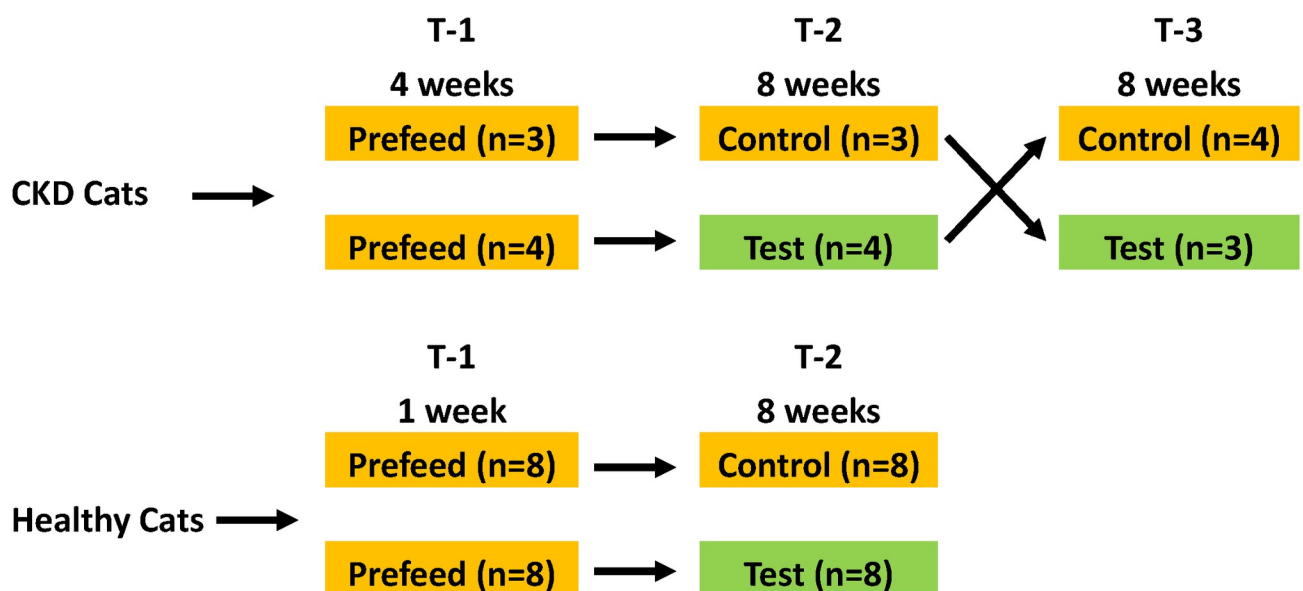 T-1 T-2 T-3
4 weeks 8 weeks 8 weeks
Prefeed (n=3) Control (n=3) Control (n=4)
CKD Cats
Prefeed (n=4) Test (n=4) Test (n=3)
T-1 T-2
1 week 8 weeks
Prefeed (n=8) Control (n=8)
Healthy Cats
Prefeed (n=8) Test (n=8)